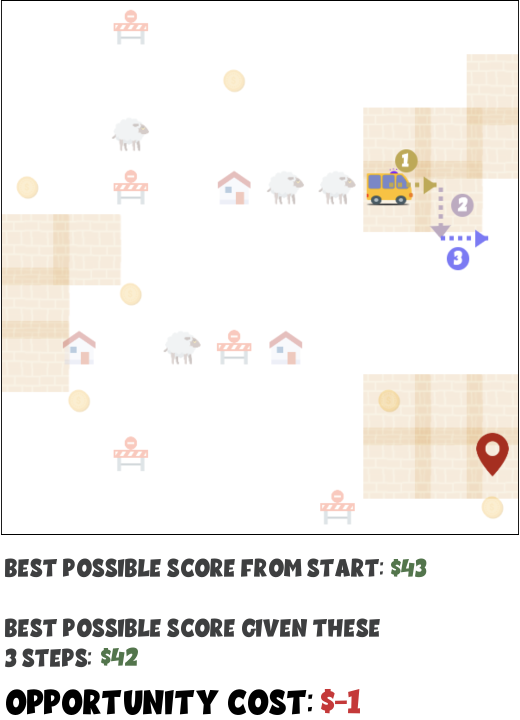 1
2
3
BEST POSSIBLE SCORE FROM START: $43
BEST POSSIBLE SCORE GIVEN THESE
3 STEPS: $42
OPPORTUNITY COST: $-1